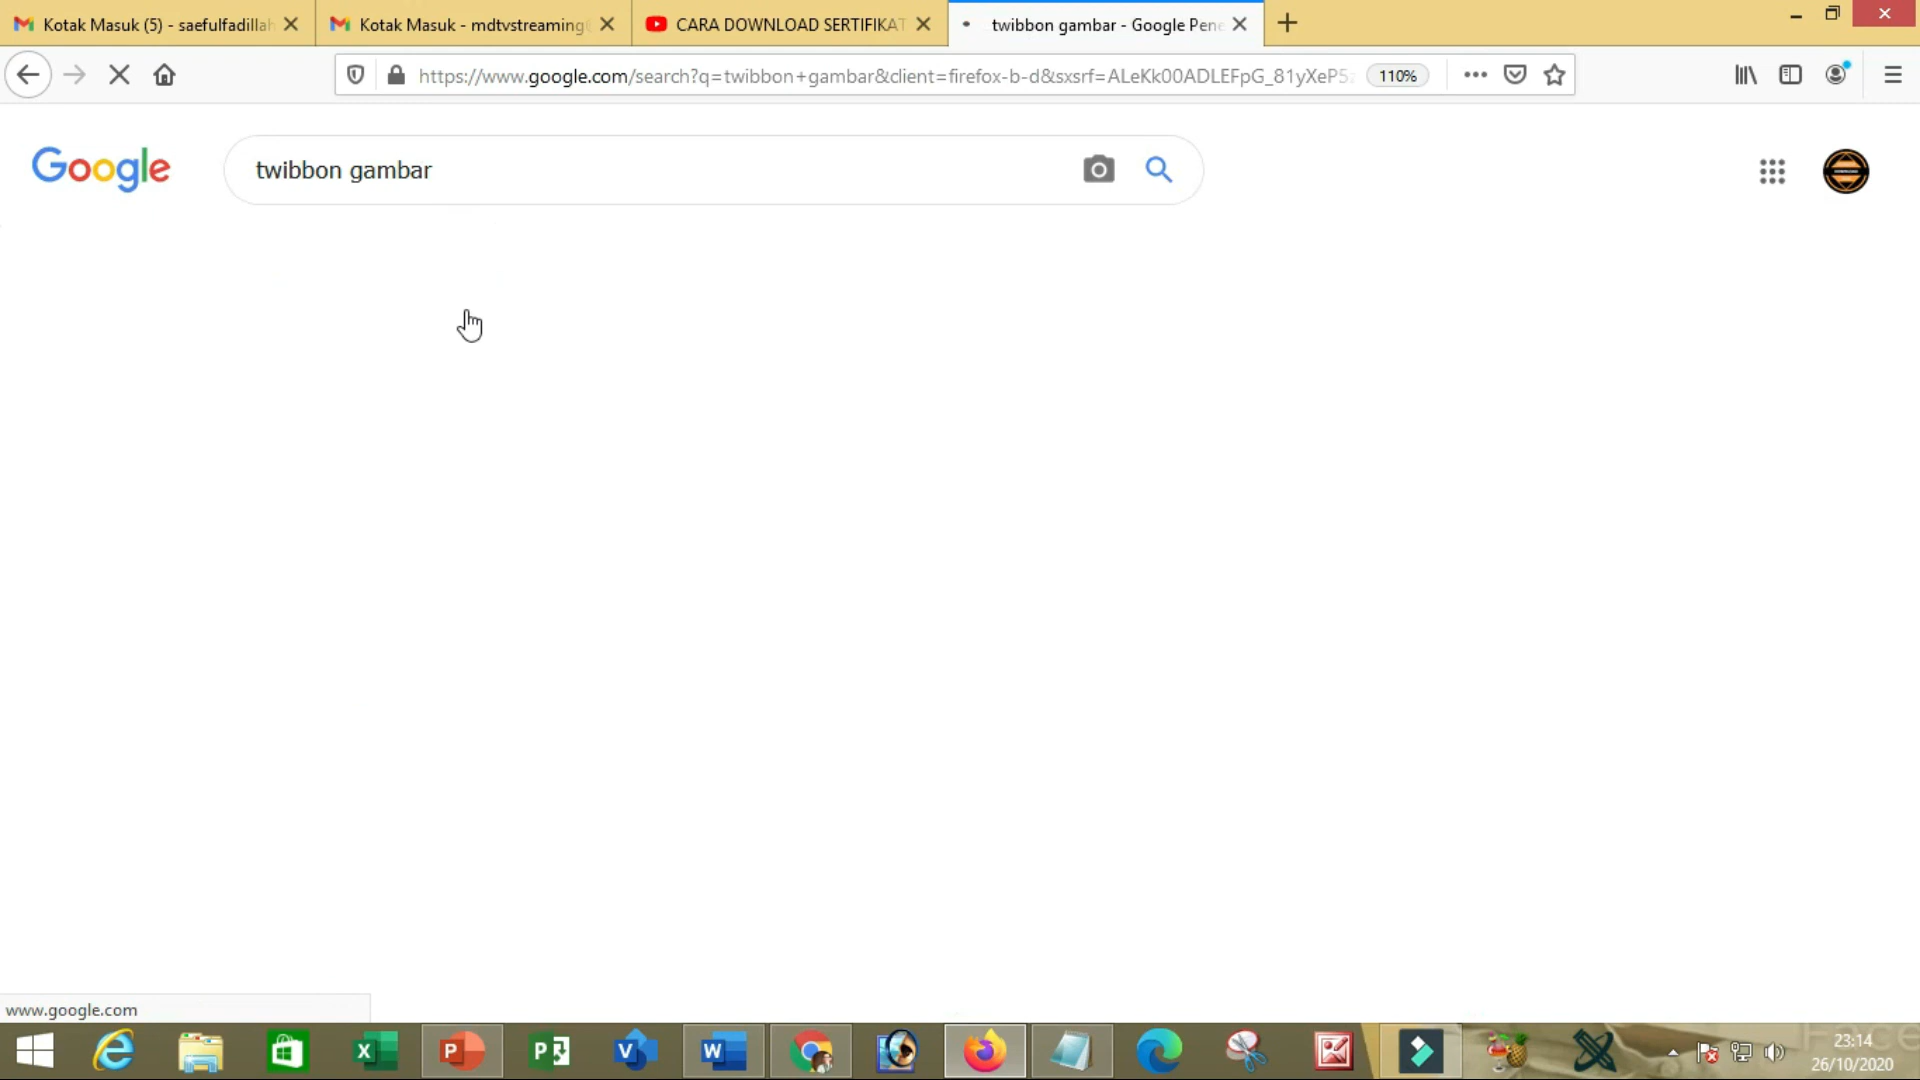 Kotak Masuk (5) - saefulfadillah
Kotak Masuk - mdtvstreaming
CARA DOWNLOAD SERTIFIKAT
twibbon gambar - Google Pene
https://www.google.com/search?q=twibbon+gambar&client=firefox-b-d&sxsrf=ALeKk00ADLEFpG_81yXeP5
110%
Google
twibbon gambar
www.google.com
23:14
26/10/2020